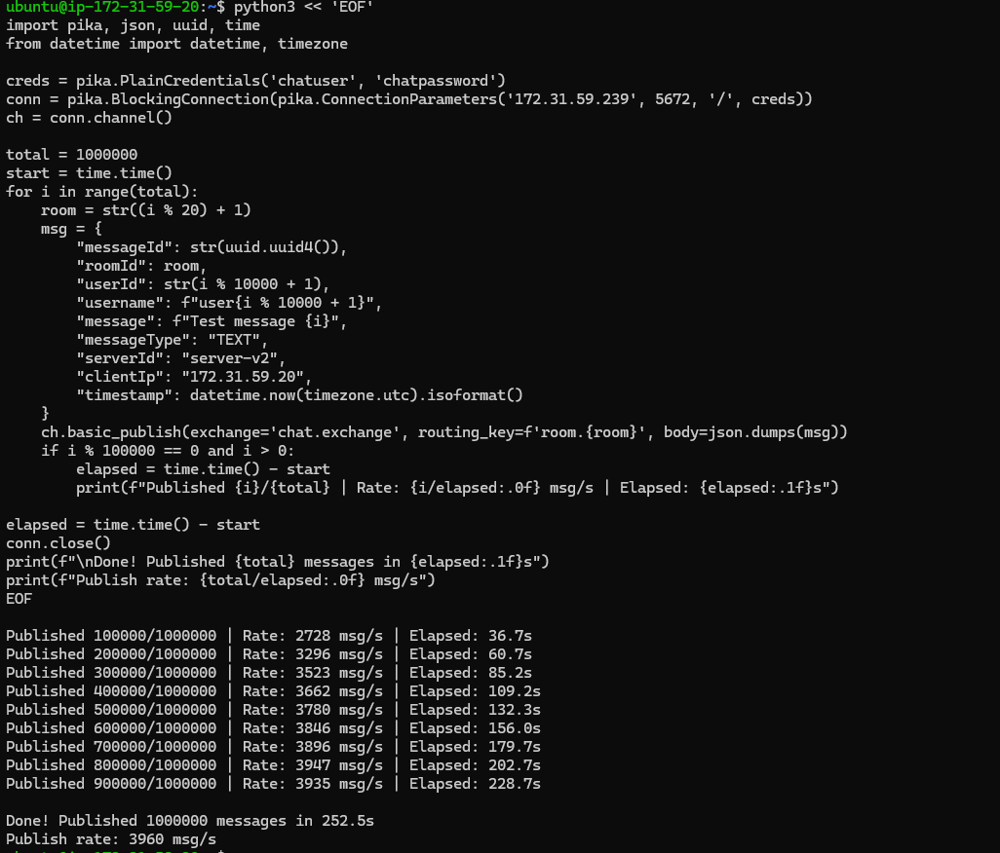 ubuntu@ip-172-31-59-20:~$ python3 << 'EOF'
import pika, json, uuid, time
from datetime import datetime, timezone

creds = pika.PlainCredentials('chatuser', 'chatpassword')
conn = pika.BlockingConnection(pika.ConnectionParameters('172.31.59.239', 5672, '/', creds))
ch = conn.channel()

total = 1000000
start = time.time()
for i in range(total):
    room = str((i % 20) + 1)
    msg = {
        "messageId": str(uuid.uuid4()),
        "roomId": room,
        "userId": str(i % 10000 + 1),
        "username": f"user{i % 10000 + 1}",
        "message": f"Test message {i}",
        "messageType": "TEXT",
        "serverId": "server-v2",
        "clientIp": "172.31.59.20",
        "timestamp": datetime.now(timezone.utc).isoformat()
    }
    ch.basic_publish(exchange='chat.exchange', routing_key=f'room.{room}', body=json.dumps(msg))
    if i % 100000 == 0 and i > 0:
        elapsed = time.time() - start
        print(f"Published {i}/{total} | Rate: {i/elapsed:.0f} msg/s | Elapsed: {elapsed:.1f}s")

elapsed = time.time() - start
conn.close()
print(f"\nDone! Published {total} messages in {elapsed:.1f}s")
print(f"Publish rate: {total/elapsed:.0f} msg/s")
EOF

Published 100000/1000000 | Rate: 2728 msg/s | Elapsed: 36.7s
Published 200000/1000000 | Rate: 3296 msg/s | Elapsed: 60.7s
Published 300000/1000000 | Rate: 3523 msg/s | Elapsed: 85.2s
Published 400000/1000000 | Rate: 3662 msg/s | Elapsed: 109.2s
Published 500000/1000000 | Rate: 3780 msg/s | Elapsed: 132.3s
Published 600000/1000000 | Rate: 3846 msg/s | Elapsed: 156.0s
Published 700000/1000000 | Rate: 3896 msg/s | Elapsed: 179.7s
Published 800000/1000000 | Rate: 3947 msg/s | Elapsed: 202.7s
Published 900000/1000000 | Rate: 3935 msg/s | Elapsed: 228.7s

Done! Published 1000000 messages in 252.5s
Publish rate: 3960 msg/s